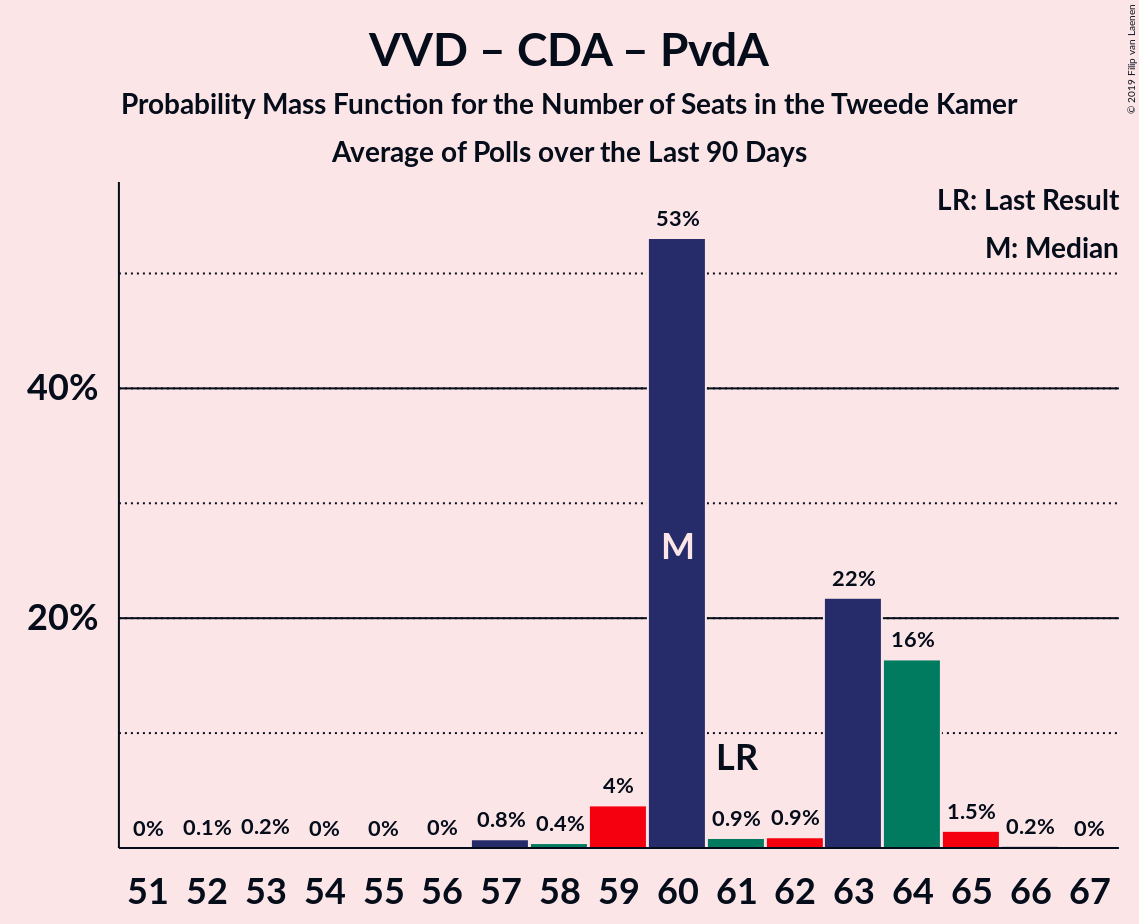 VVD – CDA – PvdA
Probability Mass Function for the Number of Seats in the Tweede Kamer
Average of Polls over the Last 90 Days
© 2019 Filip van Laenen
LR: Last Result
M: Median
53%
40%
M
22%
20%
16%
LR
4%
0% 0.1% 0.2% 0% 0% 0% 0.8% 0.4% 0.9% 0.9% 1.5% 0.2% 0%
51 52 53 54 55 56 57 58 59 60 61 62 63 64 65 66 67